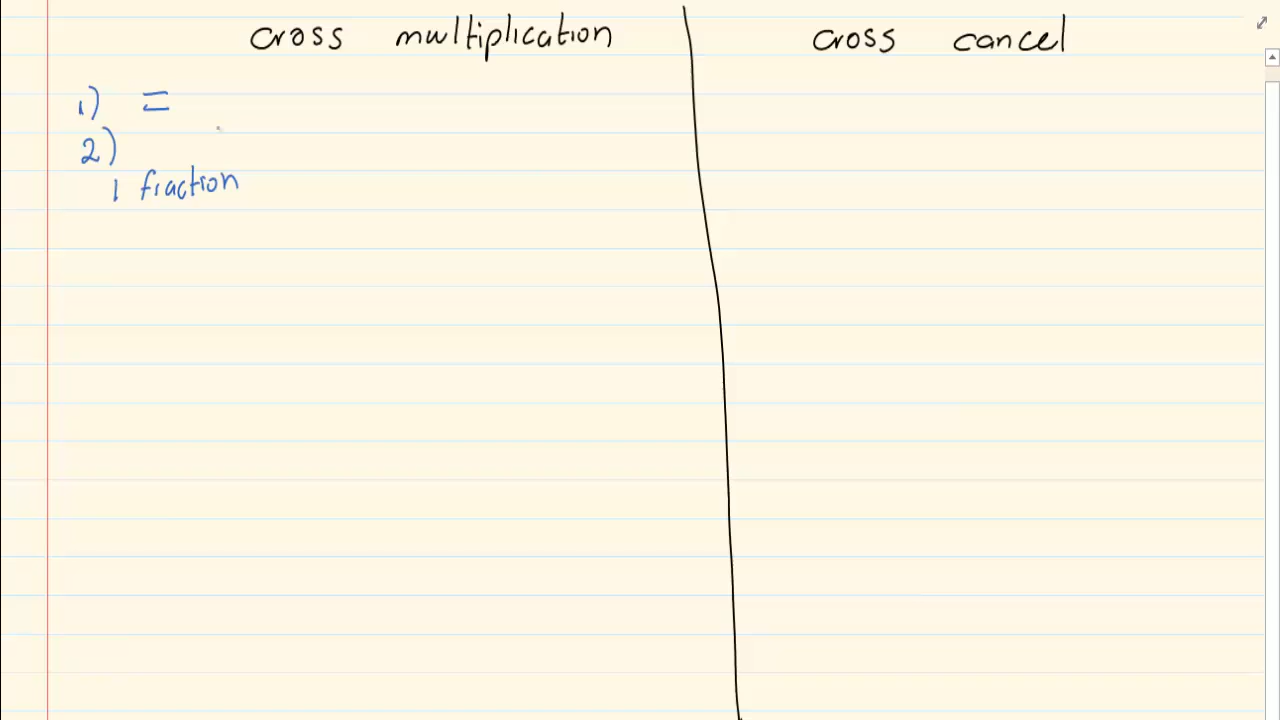 cross multiplication
cross cancel
1) =
2)
1 fraction